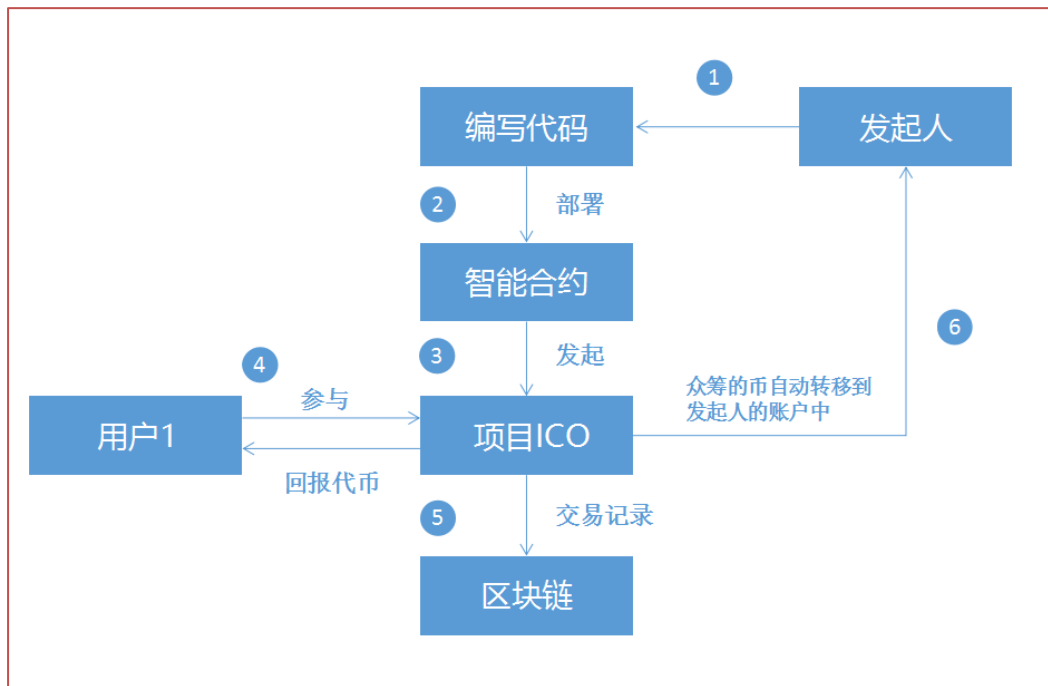 1
编写代码
发起人
2
部署
智能合约
3
发起
4
参与
6
众筹的币自动转移到
发起人的账户中
用户1
项目ICO
回报代币
5
交易记录
区块链